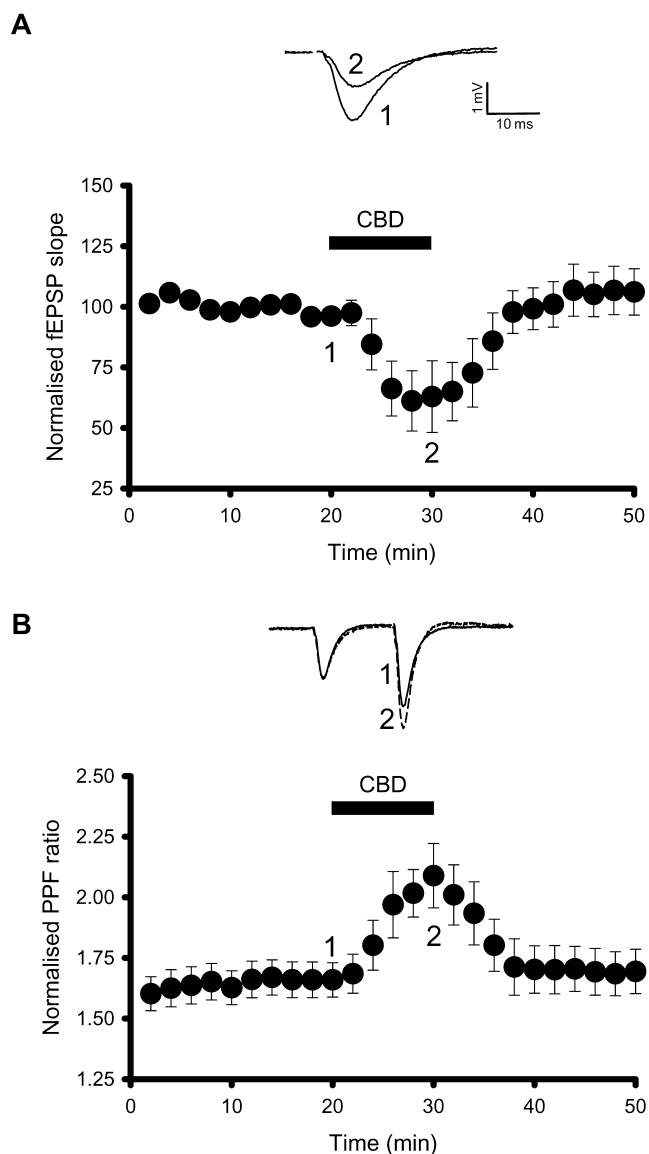 A
2
1
1 mV
10 ms
150
125
100
75
50
25
Normalised fEPSP slope
CBD
1
2
0 10 20 30 40 50
Time (min)
B
1
2
2.50
2.25
2.00
1.75
1.50
1.25
Normalised PPF ratio
CBD
1
2
0 10 20 30 40 50
Time (min)